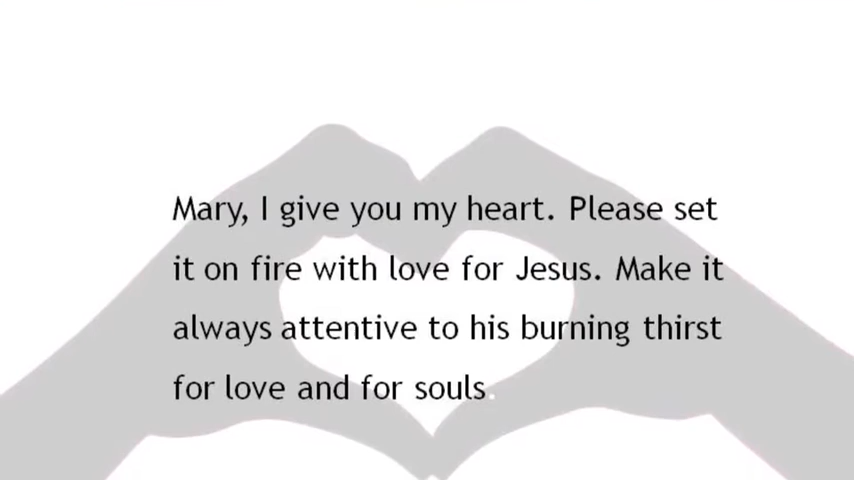 Mary, I give you my heart. Please set
it on fire with love for Jesus. Make it
always attentive to his burning thirst
for love and for souls.